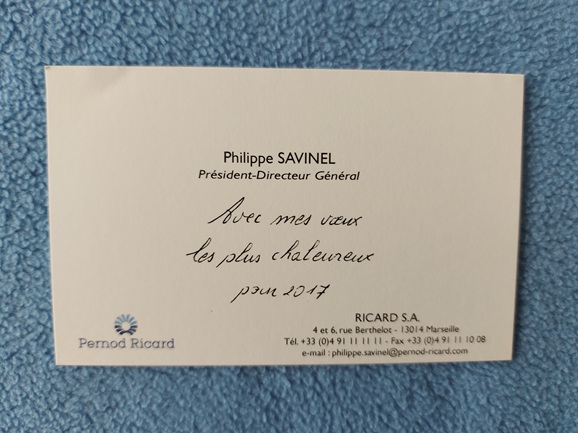 Philippe SAVINEL
Président-Directeur Général
Avec mes vœux
les plus chaleureux
pour 2017
Pernod Ricard
RICARD S.A.
4 et 6, rue Berthelot - 13014 Marseille
Tél. +33 (0)4 91 11 11 11 - Fax +33 (0)4 91 11 10 08
e-mail : philippe.savinel@pernod-ricard.com